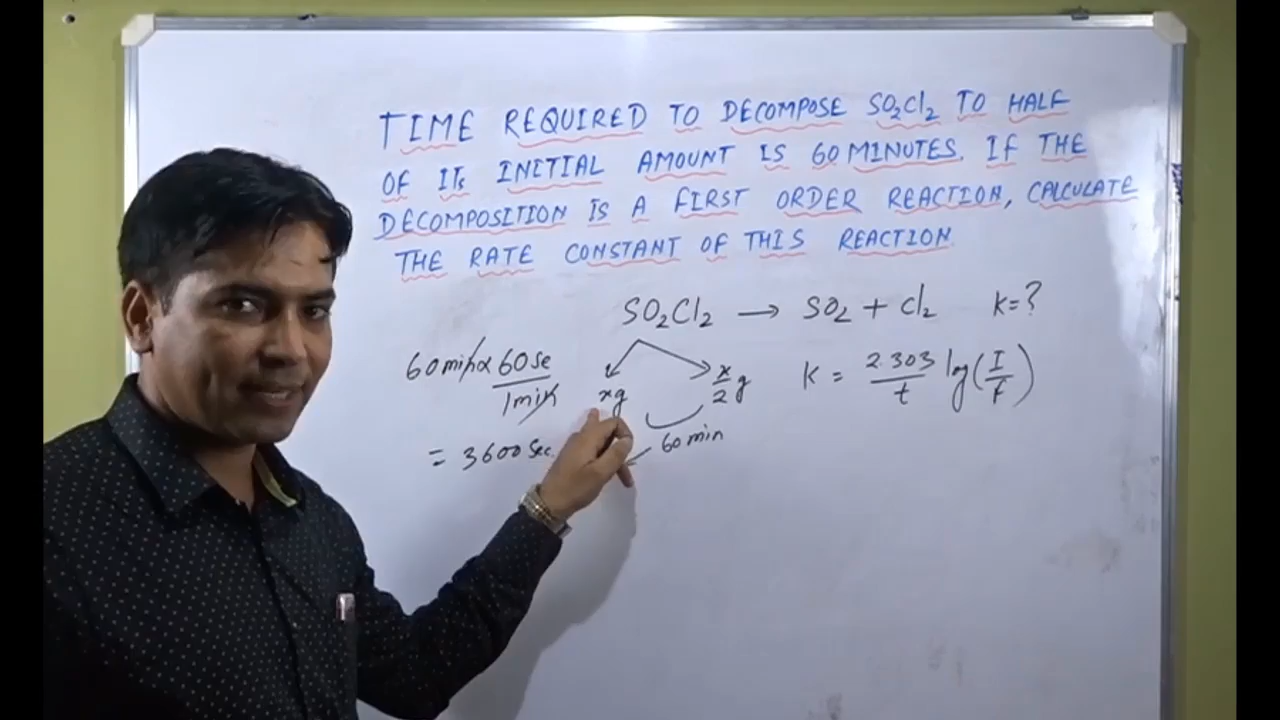 TIME REQUIRED TO DECOMPOSE SO₂Cl₂ TO HALF
OF ITs INITIAL AMOUNT IS 60 MINUTES. IF THE
DECOMPOSITION IS A FIRST ORDER REACTION, CALCULATE
THE RATE CONSTANT OF THIS REACTION.
SO₂Cl₂ → SO₂ + Cl₂ K=?
60 min x 60 Se / 1 min
xg x/2 g
K = 2.303/t log(I/F)
= 3600 Sec.
60 min